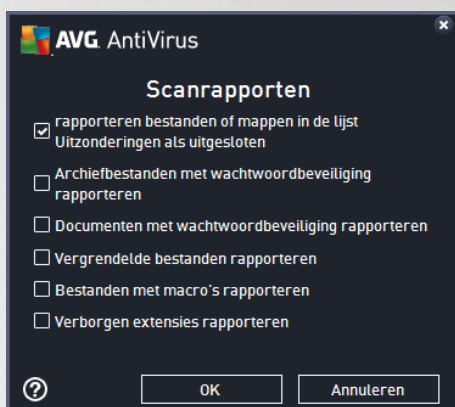 AVG AntiVirus
Scanrapporten
rapporteren bestanden of mappen in de lijst
Uitzonderingen als uitgesloten
Archiefbestanden met wachtwoordbeveiliging
rapporteren
Documenten met wachtwoordbeveiliging rapporteren
Vergrendelde bestanden rapporteren
Bestanden met macro's rapporteren
Verborgen extensies rapporteren
OK
Annuleren